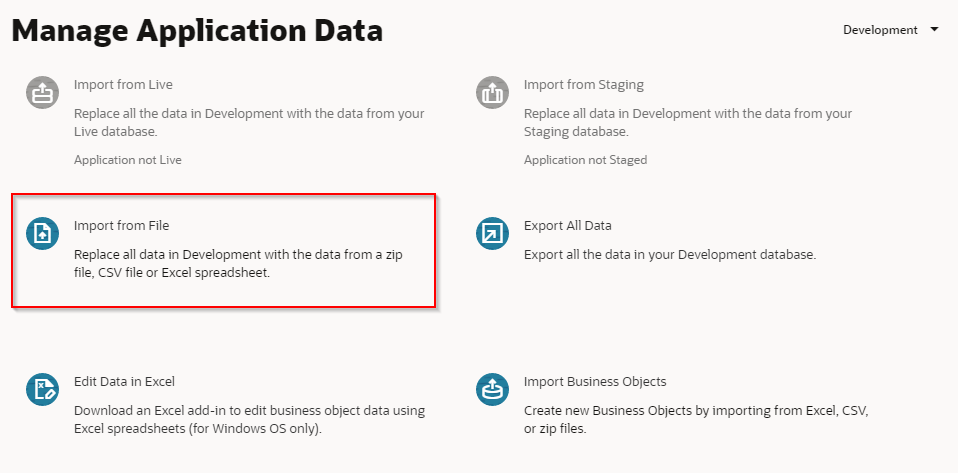 Manage Application Data
Development
Import from Live
Replace all the data in Development with the data from your
Live database.
Application not Live
Import from Staging
Replace all data in Development with the data from your
Staging database.
Application not Staged
Import from File
Replace all data in Development with the data from a zip
file, CSV file or Excel spreadsheet.
Export All Data
Export all the data in your Development database.
Edit Data in Excel
Download an Excel add-in to edit business object data using
Excel spreadsheets (for Windows OS only).
Import Business Objects
Create new Business Objects by importing from Excel, CSV,
or zip files.